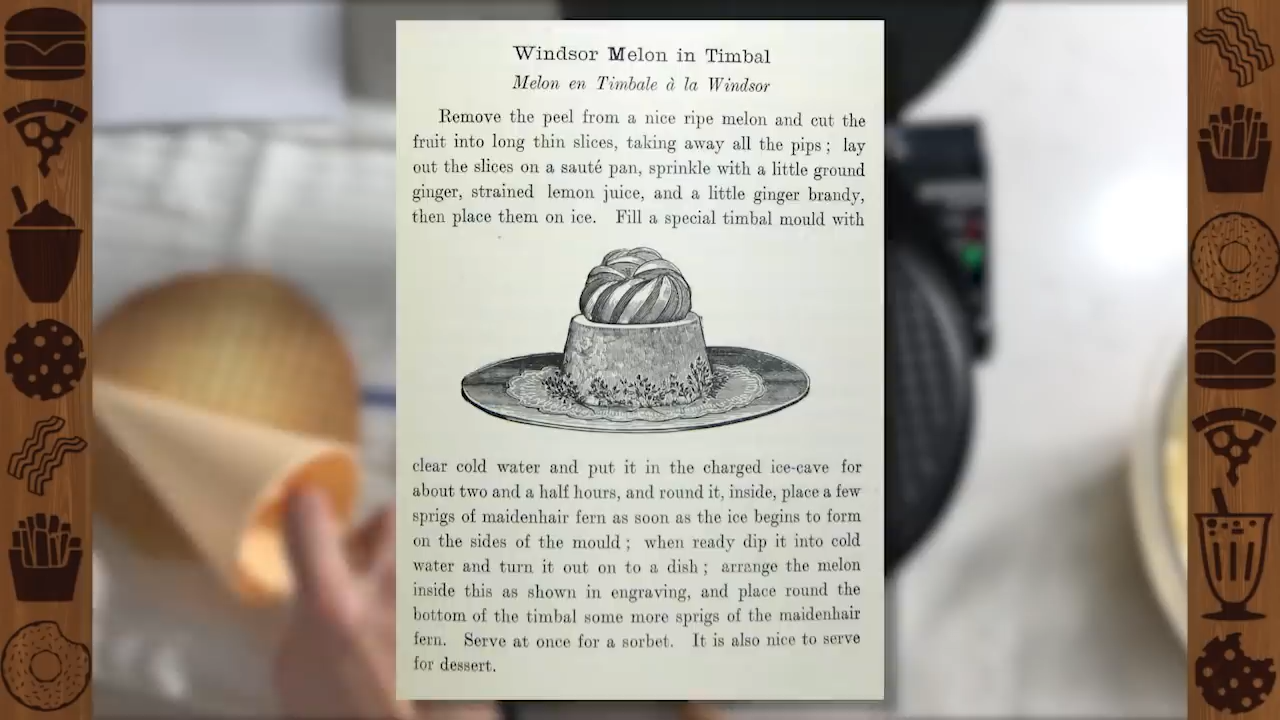 Windsor Melon in Timbal
Melon en Timbale à la Windsor
Remove the peel from a nice ripe melon and cut the
fruit into long thin slices, taking away all the pips ; lay
out the slices on a sauté pan, sprinkle with a little ground
ginger, strained lemon juice, and a little ginger brandy,
then place them on ice. Fill a special timbal mould with
clear cold water and put it in the charged ice-cave for
about two and a half hours, and round it, inside, place a few
sprigs of maidenhair fern as soon as the ice begins to form
on the sides of the mould ; when ready dip it into cold
water and turn it out on to a dish ; arrange the melon
inside this as shown in engraving, and place round the
bottom of the timbal some more sprigs of the maidenhair
fern. Serve at once for a sorbet. It is also nice to serve
for dessert.